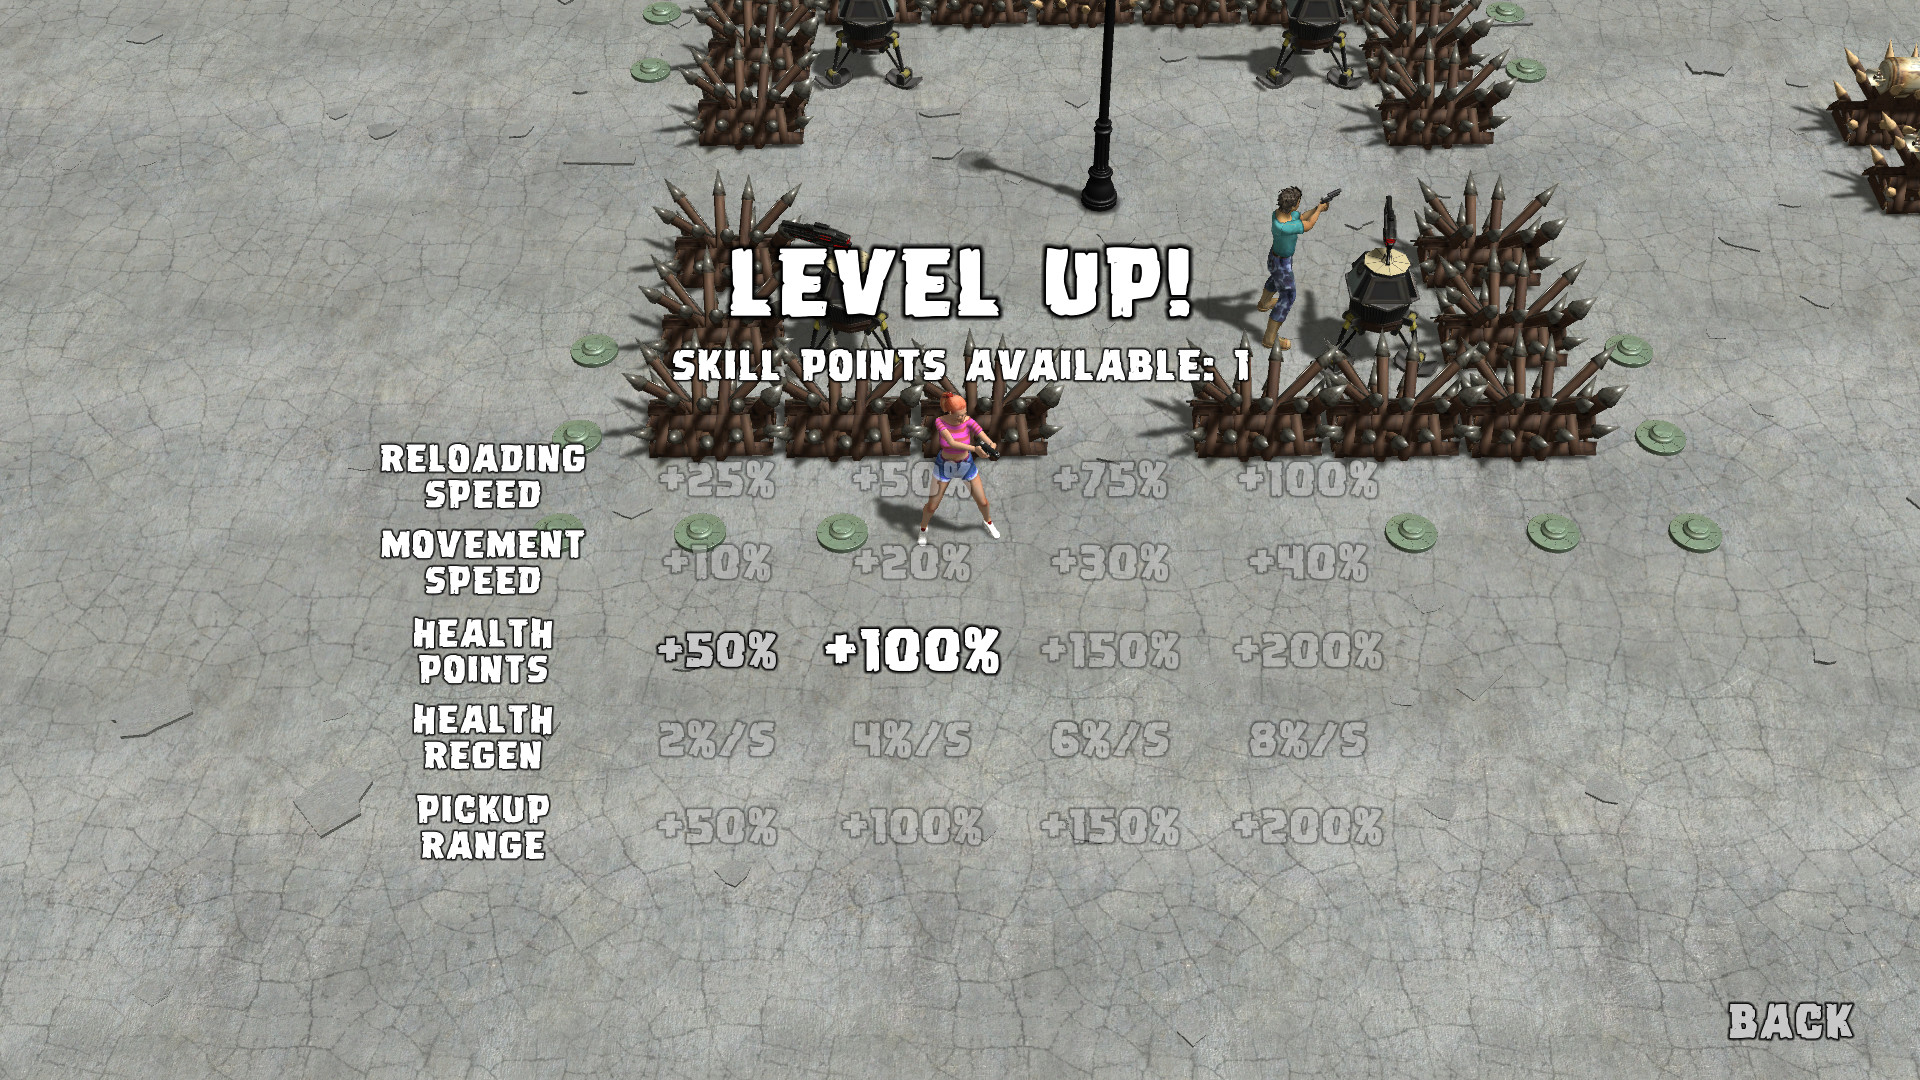 LEVEL UP!
SKILL POINTS AVAILABLE: 1
RELOADING
SPEED
+25% +50% +75% +100%
MOVEMENT
SPEED
+10% +20% +30% +40%
HEALTH
POINTS
+50% +100% +150% +200%
HEALTH
REGEN
2%/S 4%/S 6%/S 8%/S
PICKUP
RANGE
+50% +100% +150% +200%
BACK